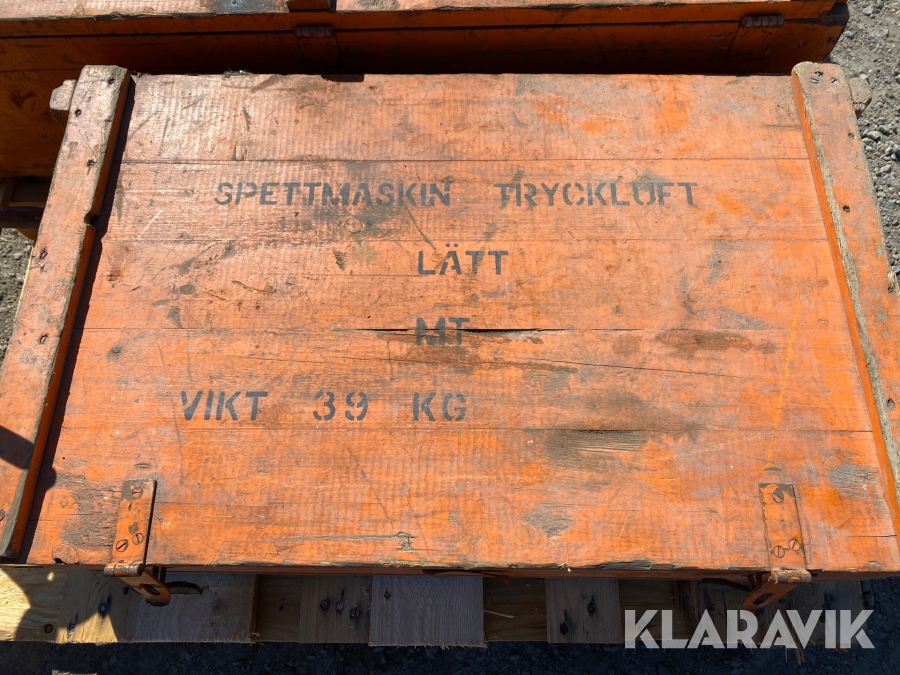 SPETTMASKIN TRYCKLUFT
LÄTT
MT
VIKT 39 KG
KLARAVIK